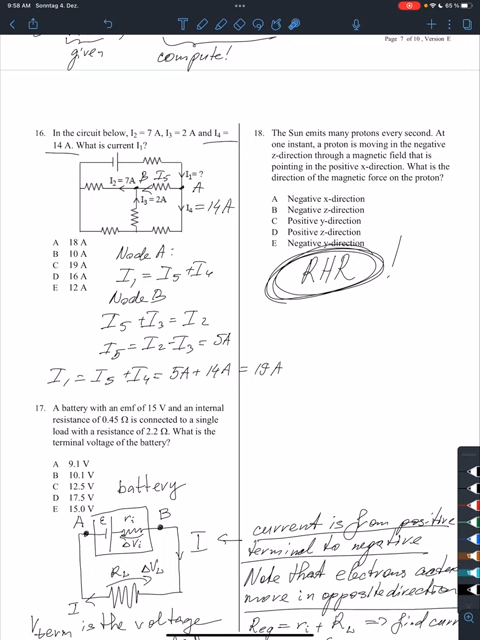 9:58 AM Sonntag 4. Dez.
65 %
given
compute!
Page 7 of 10, Version E
16. In the circuit below, I2 = 7 A, I3 = 2 A and I4 =
14 A. What is current I1?
I2 = 7A
B
I5
I1 = ?
A
I3 = 2A
I4 = 14A
A 18 A
B 10 A
C 19 A
D 16 A
E 12 A
Node A:
I1 = I5 + I4
Node B
I5 + I3 = I2
I5 = I2 - I3 = 5A
I1 = I5 + I4 = 5A + 14A = 19A
17. A battery with an emf of 15 V and an internal
resistance of 0.45 Ω is connected to a single
load with a resistance of 2.2 Ω. What is the
terminal voltage of the battery?
A 9.1 V
B 10.1 V
C 12.5 V
D 17.5 V
E 15.0 V
battery
A
ε
ri
B
ΔVi
I
RL ΔVL
I
Vterm is the voltage
18. The Sun emits many protons every second. At
one instant, a proton is moving in the negative
z-direction through a magnetic field that is
pointing in the positive x-direction. What is the
direction of the magnetic force on the proton?
A Negative x-direction
B Negative z-direction
C Positive y-direction
D Positive z-direction
E Negative y-direction
RHR!
current is from positive
terminal to negative
Note that electrons
move in opposite direction
Req = ri + RL => find curr